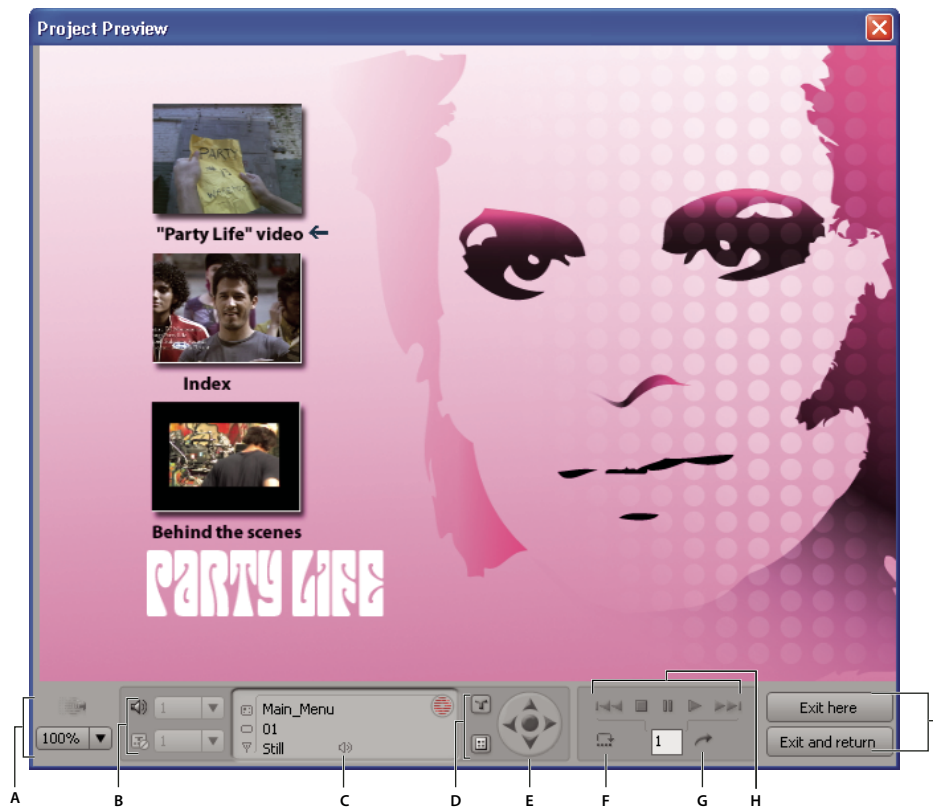 Project Preview
PARTY
"Party Life" video
Index
Behind the scenes
PARTY LIFE
100%
1
1
Main_Menu
01
Still
1
Exit here
Exit and return
A
B
C
D
E
F
G
H